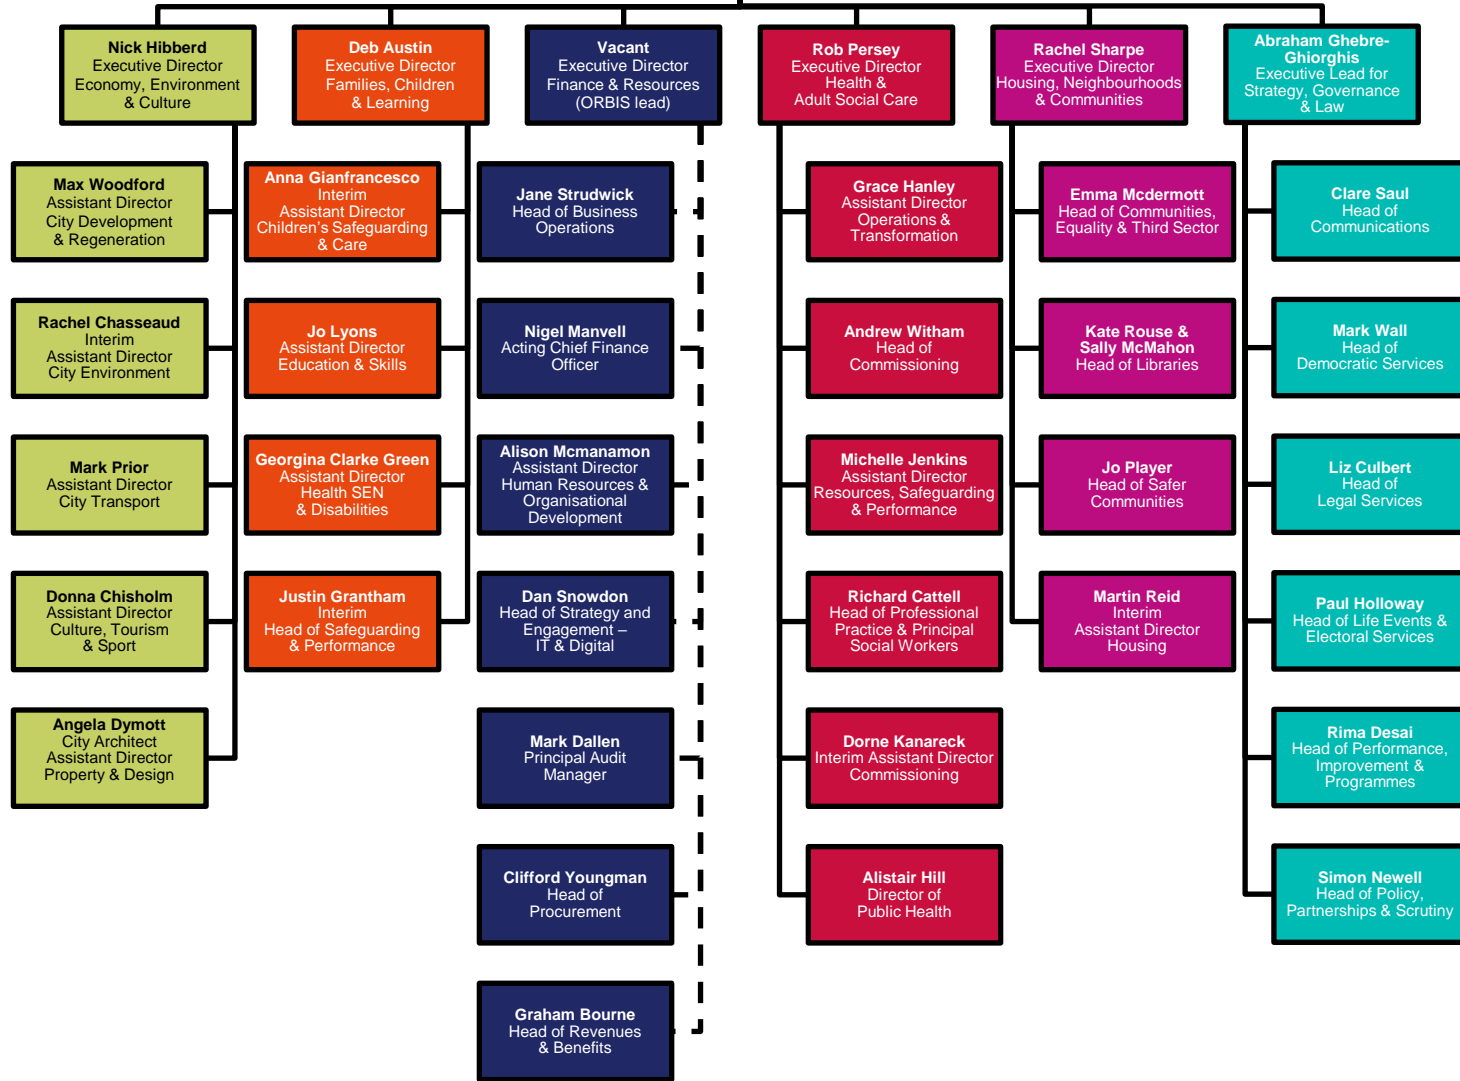 Nick Hibberd
Executive Director
Economy, Environment
& Culture
Deb Austin
Executive Director
Families, Children
& Learning
Vacant
Executive Director
Finance & Resources
(ORBIS lead)
Rob Persey
Executive Director
Health &
Adult Social Care
Rachel Sharpe
Executive Director
Housing, Neighbourhoods
& Communities
Abraham Ghebre-
Ghiorghis
Executive Lead for
Strategy, Governance
& Law
Max Woodford
Assistant Director
City Development
& Regeneration
Anna Gianfrancesco
Interim
Assistant Director
Children's Safeguarding
& Care
Jane Strudwick
Head of Business
Operations
Grace Hanley
Assistant Director
Operations &
Transformation
Emma Mcdermott
Head of Communities,
Equality & Third Sector
Clare Saul
Head of
Communications
Rachel Chasseaud
Interim
Assistant Director
City Environment
Jo Lyons
Assistant Director
Education & Skills
Nigel Manvell
Acting Chief Finance
Officer
Andrew Witham
Head of
Commissioning
Kate Rouse &
Sally McMahon
Head of Libraries
Mark Wall
Head of
Democratic Services
Mark Prior
Assistant Director
City Transport
Georgina Clarke Green
Assistant Director
Health SEN
& Disabilities
Alison Mcmanamon
Assistant Director
Human Resources &
Organisational
Development
Michelle Jenkins
Assistant Director
Resources, Safeguarding
& Performance
Jo Player
Head of Safer
Communities
Liz Culbert
Head of
Legal Services
Donna Chisholm
Assistant Director
Culture, Tourism
& Sport
Justin Grantham
Interim
Head of Safeguarding
& Performance
Dan Snowdon
Head of Strategy and
Engagement –
IT & Digital
Richard Cattell
Head of Professional
Practice & Principal
Social Workers
Martin Reid
Interim
Assistant Director
Housing
Paul Holloway
Head of Life Events &
Electoral Services
Angela Dymott
City Architect
Assistant Director
Property & Design
Mark Dallen
Principal Audit
Manager
Dorne Kanareck
Interim Assistant Director
Commissioning
Rima Desai
Head of Performance,
Improvement &
Programmes
Clifford Youngman
Head of
Procurement
Alistair Hill
Director of
Public Health
Simon Newell
Head of Policy,
Partnerships & Scrutiny
Graham Bourne
Head of Revenues
& Benefits